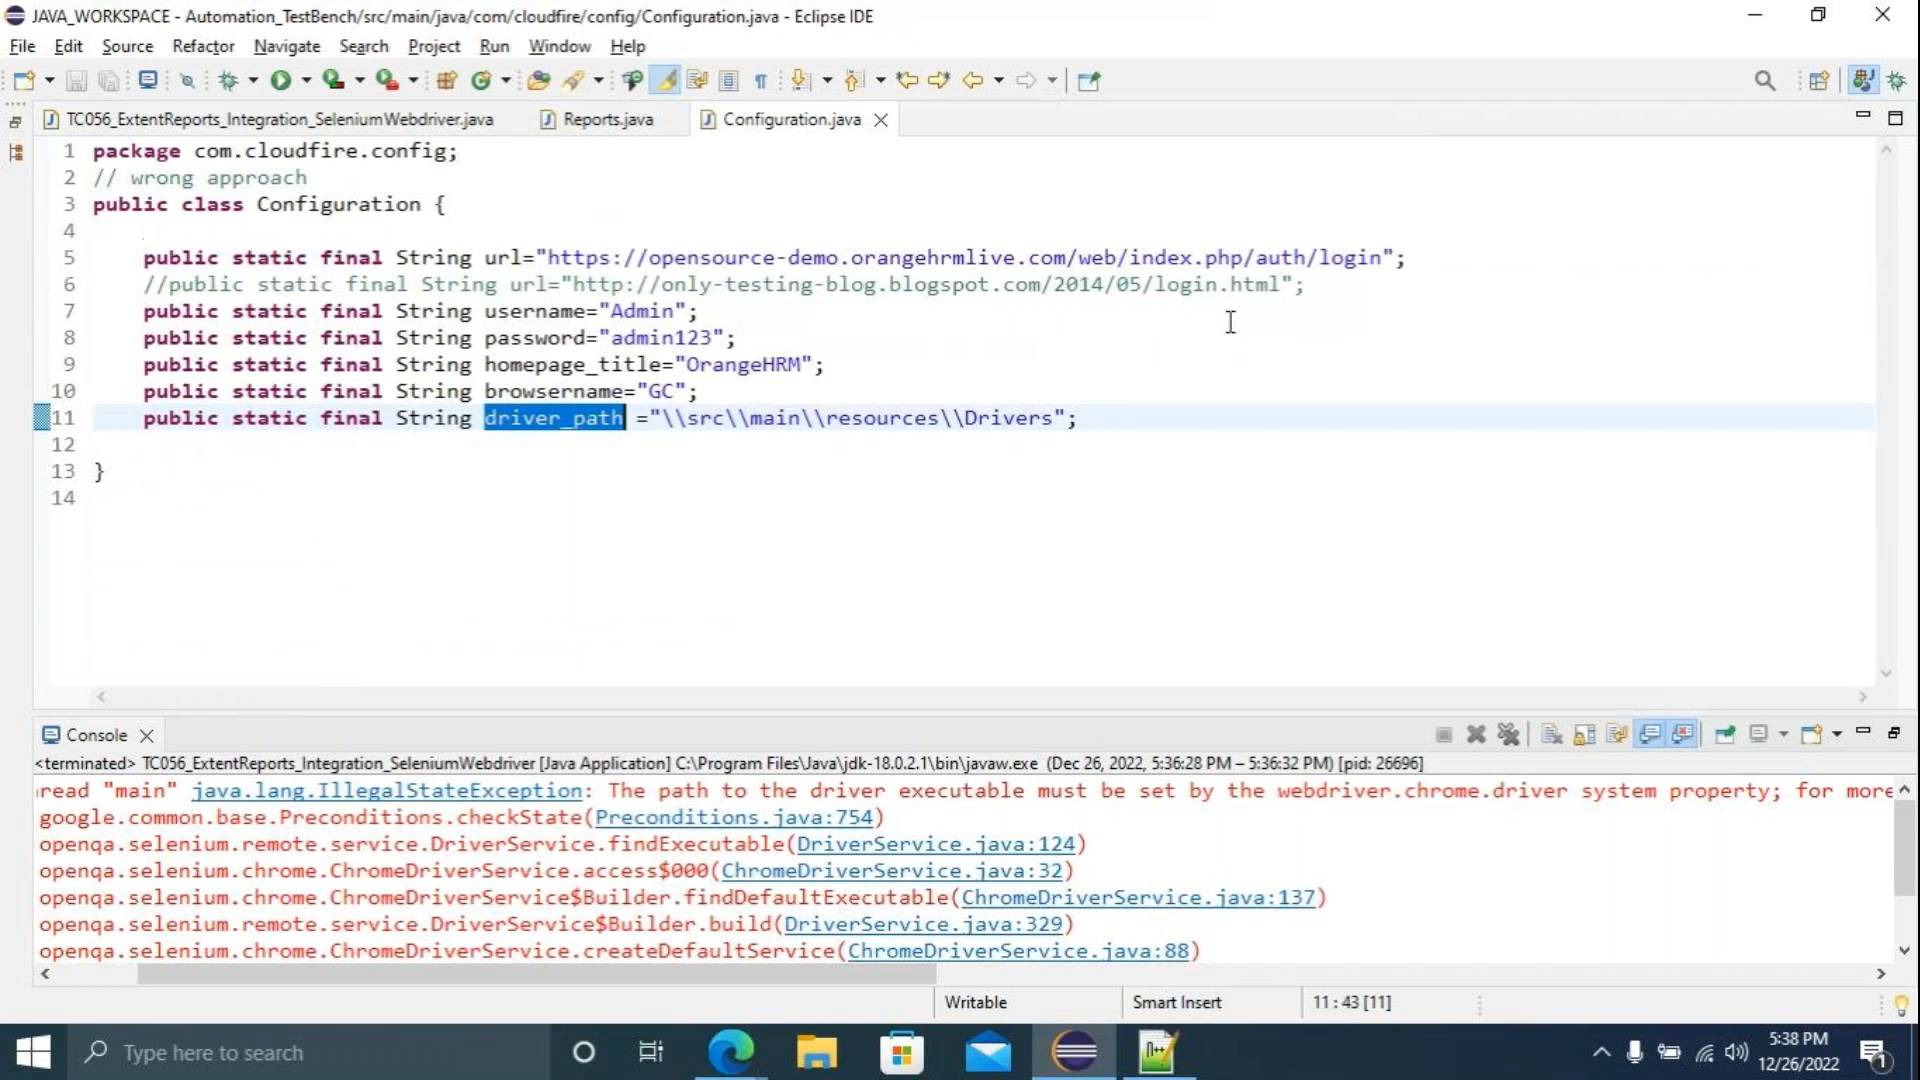 JAVA_WORKSPACE - Automation_TestBench/src/main/java/com/cloudfire/config/Configuration.java - Eclipse IDE
File Edit Source Refactor Navigate Search Project Run Window Help
TC056_ExtentReports_Integration_SeleniumWebdriver.java Reports.java Configuration.java
1 package com.cloudfire.config;
2 // wrong approach
3 public class Configuration {
4
5 public static final String url="https://opensource-demo.orangehrmlive.com/web/index.php/auth/login";
6 //public static final String url="http://only-testing-blog.blogspot.com/2014/05/login.html";
7 public static final String username="Admin";
8 public static final String password="admin123";
9 public static final String homepage_title="OrangeHRM";
10 public static final String browsername="GC";
11 public static final String driver_path ="\\src\\main\\resources\\Drivers";
12
13 }
14
Console
<terminated> TC056_ExtentReports_Integration_SeleniumWebdriver [Java Application] C:\Program Files\Java\jdk-18.0.2.1\bin\javaw.exe (Dec 26, 2022, 5:36:28 PM – 5:36:32 PM) [pid: 26696]
read "main" java.lang.IllegalStateException: The path to the driver executable must be set by the webdriver.chrome.driver system property; for more
google.common.base.Preconditions.checkState(Preconditions.java:754)
openqa.selenium.remote.service.DriverService.findExecutable(DriverService.java:124)
openqa.selenium.chrome.ChromeDriverService.access$000(ChromeDriverService.java:32)
openqa.selenium.chrome.ChromeDriverService$Builder.findDefaultExecutable(ChromeDriverService.java:137)
openqa.selenium.remote.service.DriverService$Builder.build(DriverService.java:329)
openqa.selenium.chrome.ChromeDriverService.createDefaultService(ChromeDriverService.java:88)
Writable Smart Insert 11 : 43 [11]
Type here to search
5:38 PM
12/26/2022
1